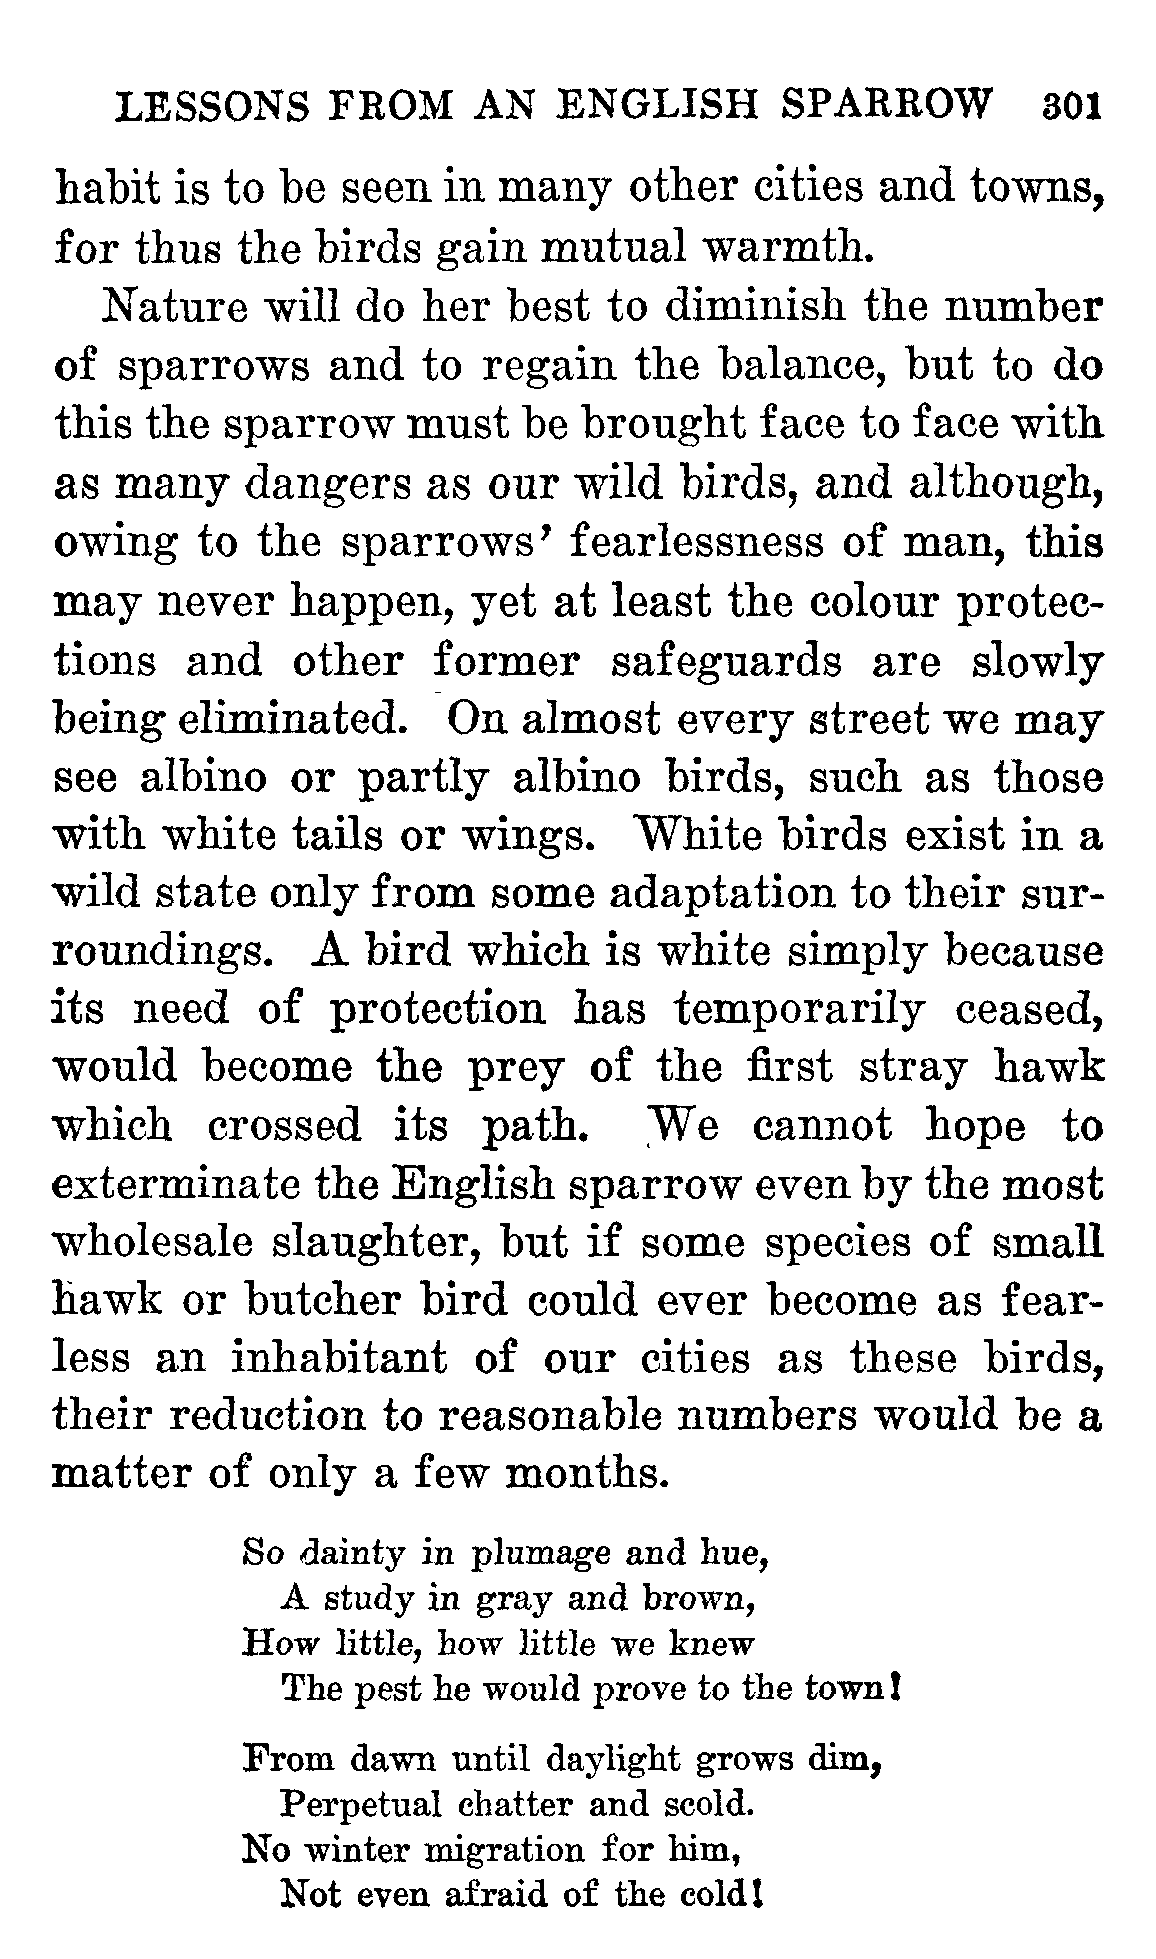 LESSONS FROM AN ENGLISH SPARROW 301
habit is to be seen in many other cities and towns,
for thus the birds gain mutual warmth.
Nature will do her best to diminish the number
of sparrows and to regain the balance, but to do
this the sparrow must be brought face to face with
as many dangers as our wild birds, and although,
owing to the sparrows' fearlessness of man, this
may never happen, yet at least the colour protec-
tions and other former safeguards are slowly
being eliminated. On almost every street we may
see albino or partly albino birds, such as those
with white tails or wings. White birds exist in a
wild state only from some adaptation to their sur-
roundings. A bird which is white simply because
its need of protection has temporarily ceased,
would become the prey of the first stray hawk
which crossed its path. We cannot hope to
exterminate the English sparrow even by the most
wholesale slaughter, but if some species of small
hawk or butcher bird could ever become as fear-
less an inhabitant of our cities as these birds,
their reduction to reasonable numbers would be a
matter of only a few months.
So dainty in plumage and hue,
A study in gray and brown,
How little, how little we knew
The pest he would prove to the town!
From dawn until daylight grows dim,
Perpetual chatter and scold.
No winter migration for him,
Not even afraid of the cold!